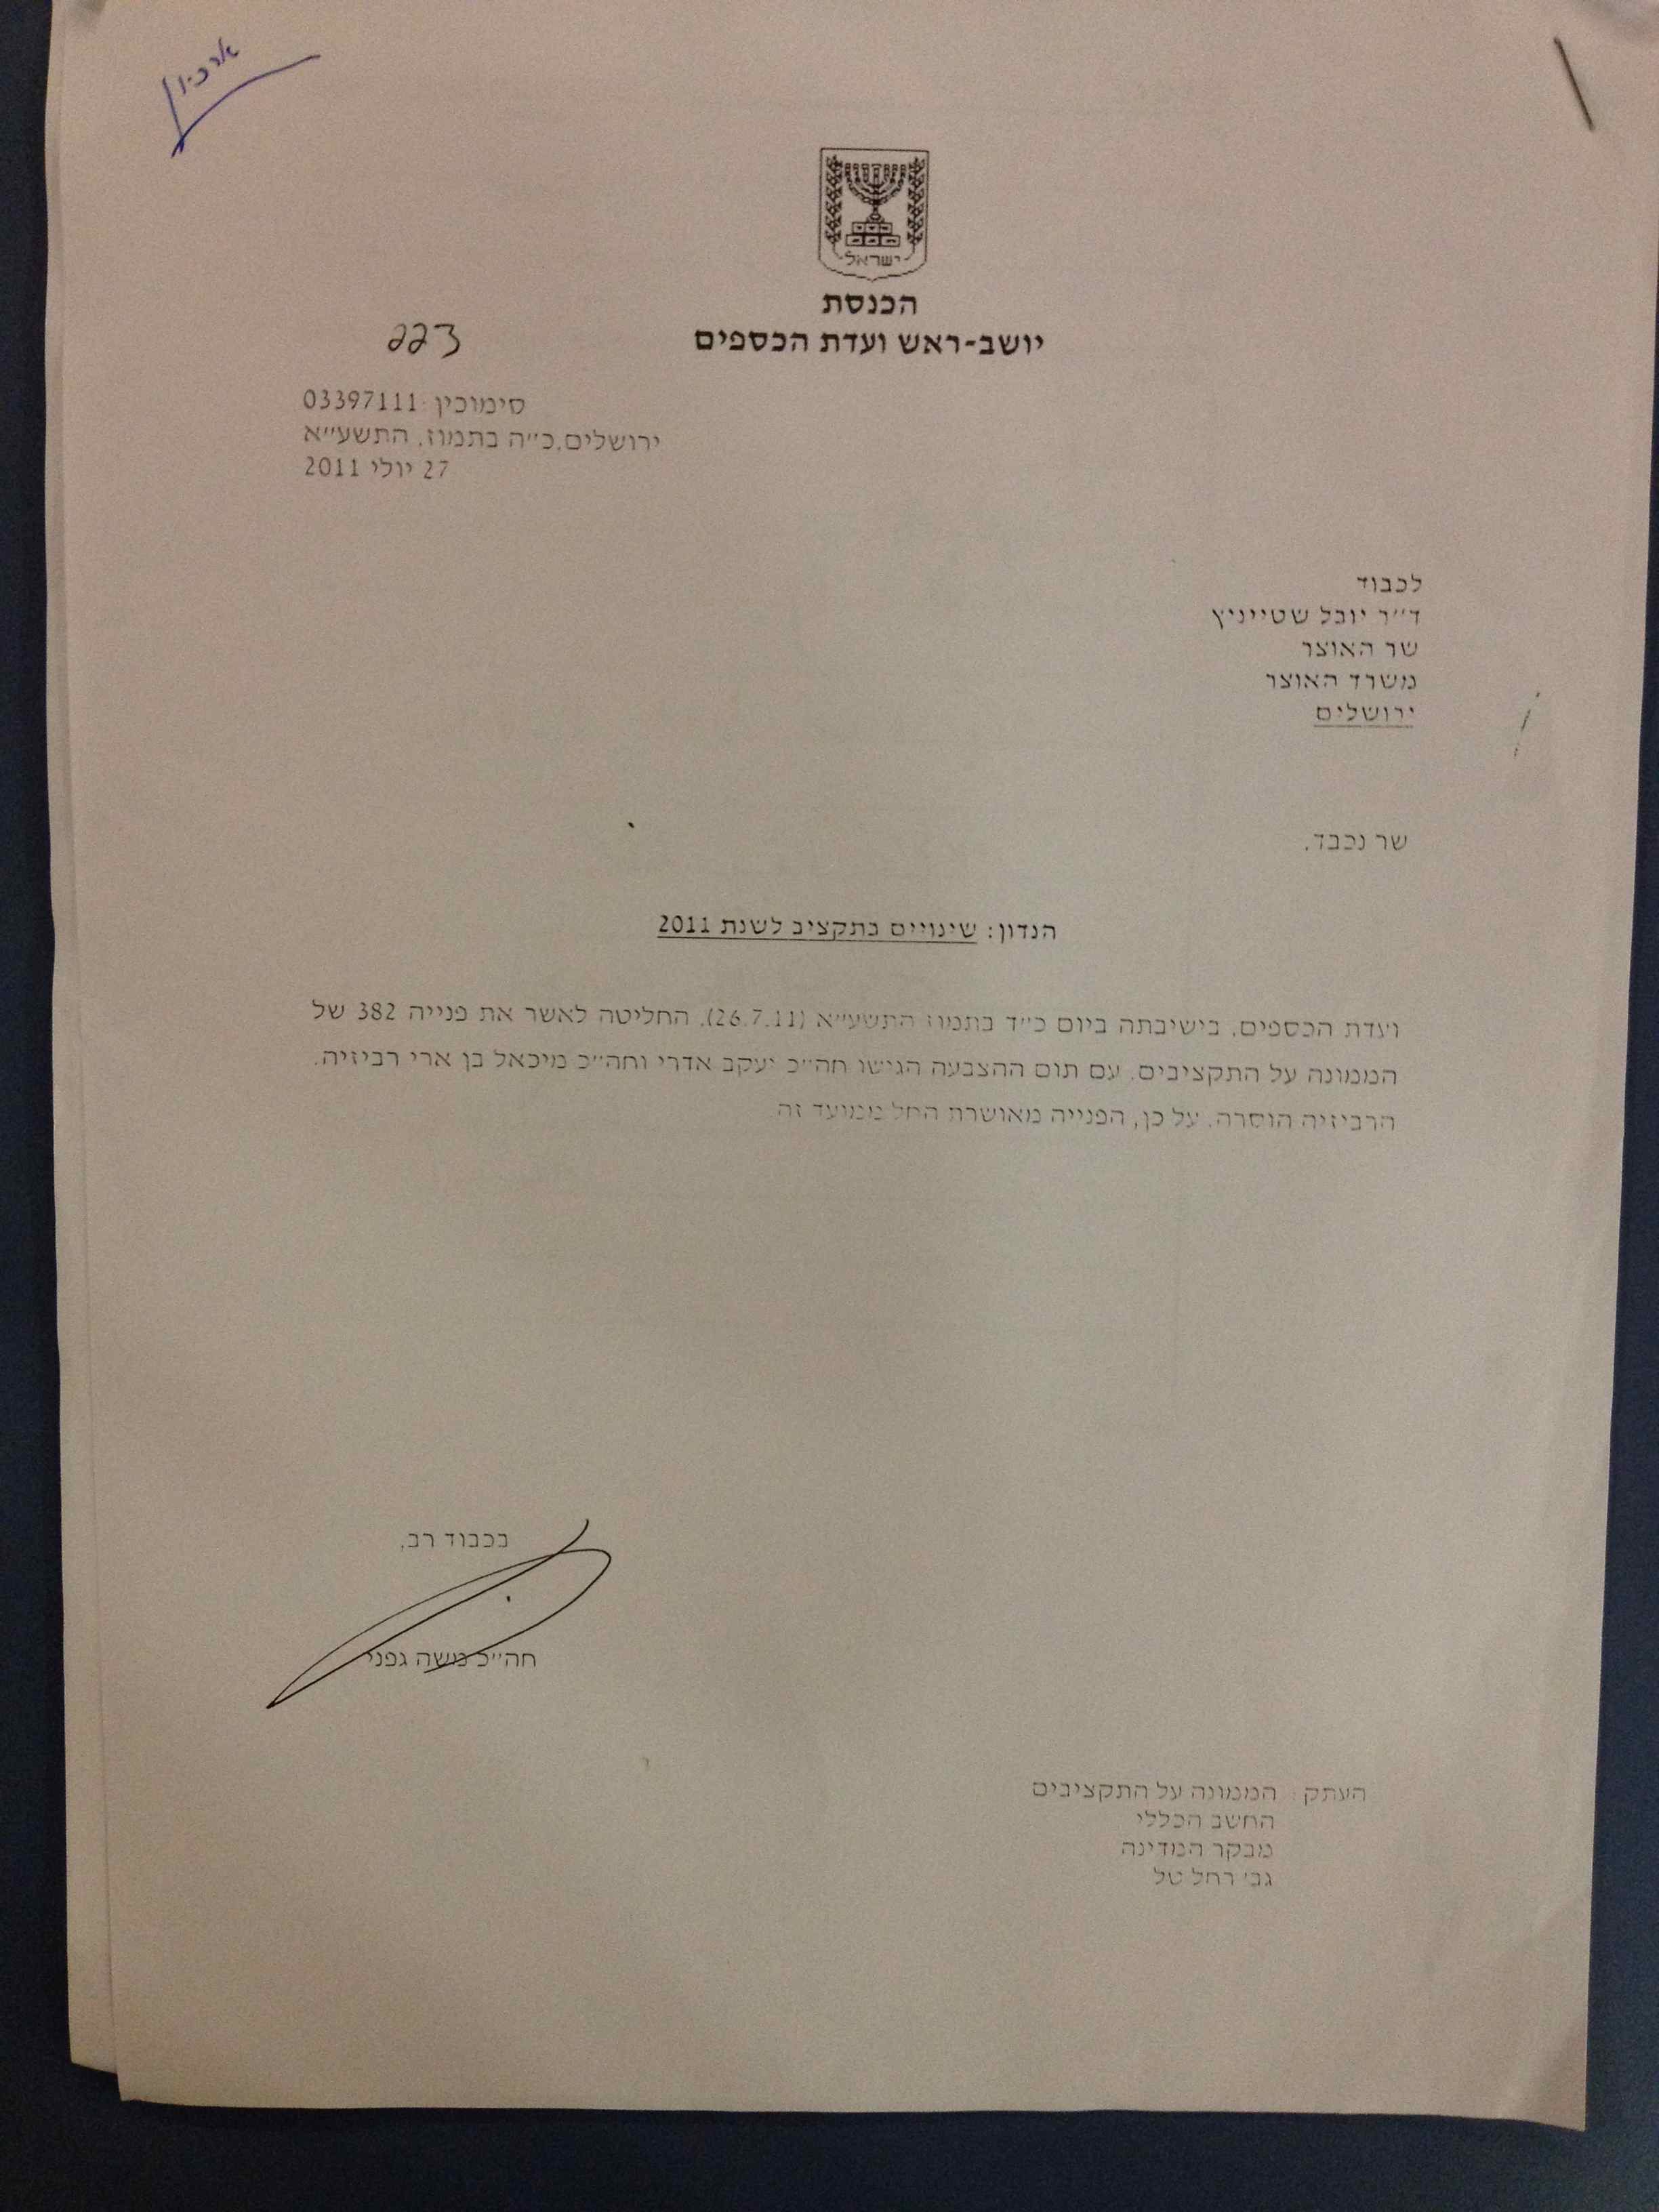 ארכיון
ישראל
הכנסת
יושב-ראש ועדת הכספים
223
סימוכין: 03397111
ירושלים,כ״ה בתמוז, התשע״א
27 יולי 2011
לכבוד
ד״ר יובל שטייניץ
שר האוצר
משרד האוצר
ירושלים
שר נכבד,
הנדון: שינויים בתקציב לשנת 2011
ועדת הכספים, בישיבתה ביום כ״ד בתמוז התשע״א (26.7.11), החליטה לאשר את פנייה 382 של
הממונה על התקציבים. עם תום ההצבעה הגישו חה״כ יעקב אדרי וחה״כ מיכאל בן ארי רביזיה.
הרביזיה הוסרה. על כן, הפנייה מאושרת החל ממועד זה
בכבוד רב,
חה״כ משה גפני
העתק: הממונה על התקציבים
החשב הכללי
מבקר המדינה
גבי רחל טל